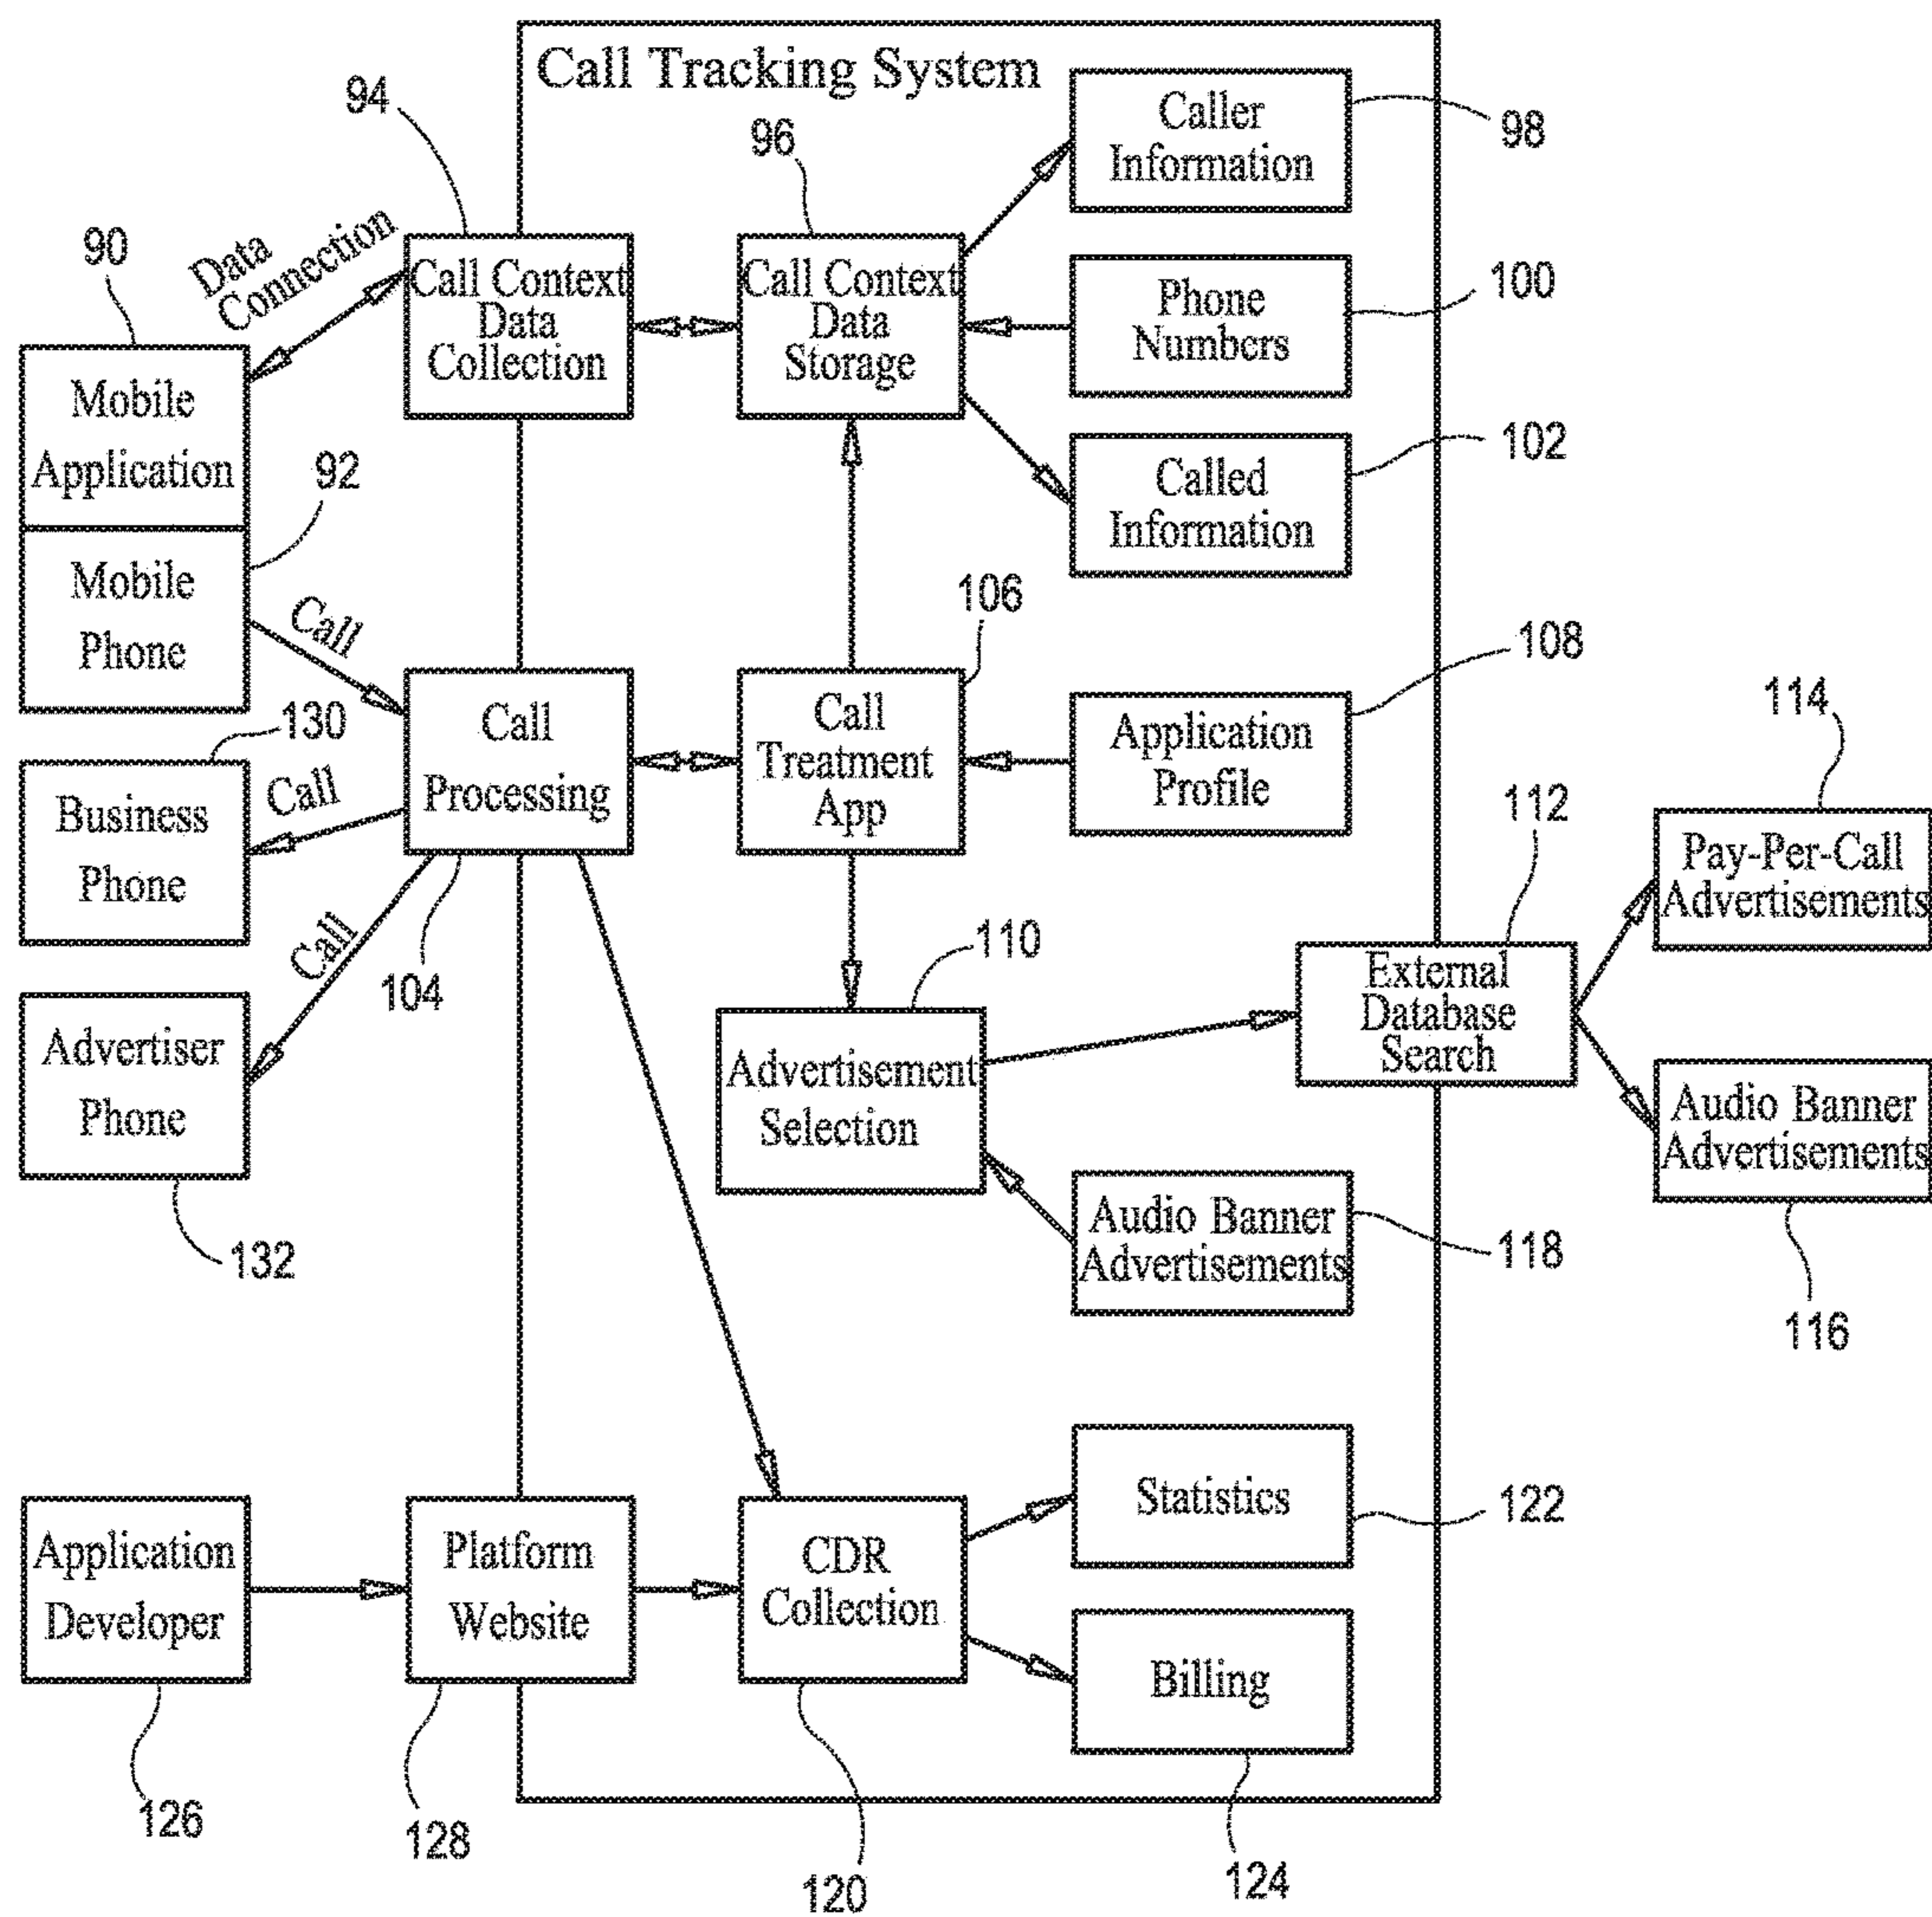 Call Tracking System
94
96
Caller
Information
98
90
Data
Connection
Call Context
Data
Collection
Call Context
Data
Storage
Phone
Numbers
100
Mobile
Application
92
Called
Information
102
Mobile
Phone
Call
106
108
130
Call
Processing
Call
Treatment
App
Application
Profile
114
Business
Phone
Call
112
Pay-Per-Call
Advertisements
104
110
External
Database
Search
Call
Advertiser
Phone
Advertisement
Selection
Audio Banner
Advertisements
132
Audio Banner
Advertisements
118
116
Statistics
122
Application
Developer
Platform
Website
CDR
Collection
Billing
126
128
120
124